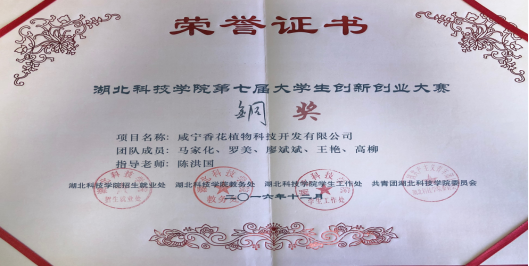 荣誉证书
湖北科技学院第七届大学生创新创业大赛
铜 奖
项目名称：咸宁香花植物科技开发有限公司
团队成员：马家化、罗美、廖斌斌、王艳、高柳
指导老师：陈洪国
湖北科技学院招生就业处 湖北科技学院教务处 湖北科技学院学生工作处 共青团湖北科技学院委员会
二〇一六年十二月